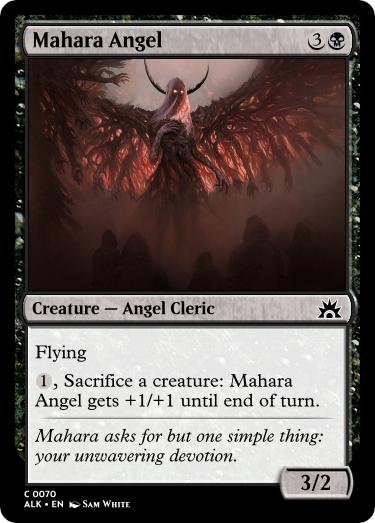 Mahara Angel 3
Creature — Angel Cleric
Flying
1, Sacrifice a creature: Mahara
Angel gets +1/+1 until end of turn.
Mahara asks for but one simple thing:
your unwavering devotion.
3/2
C 0070
ALK • EN Sam White